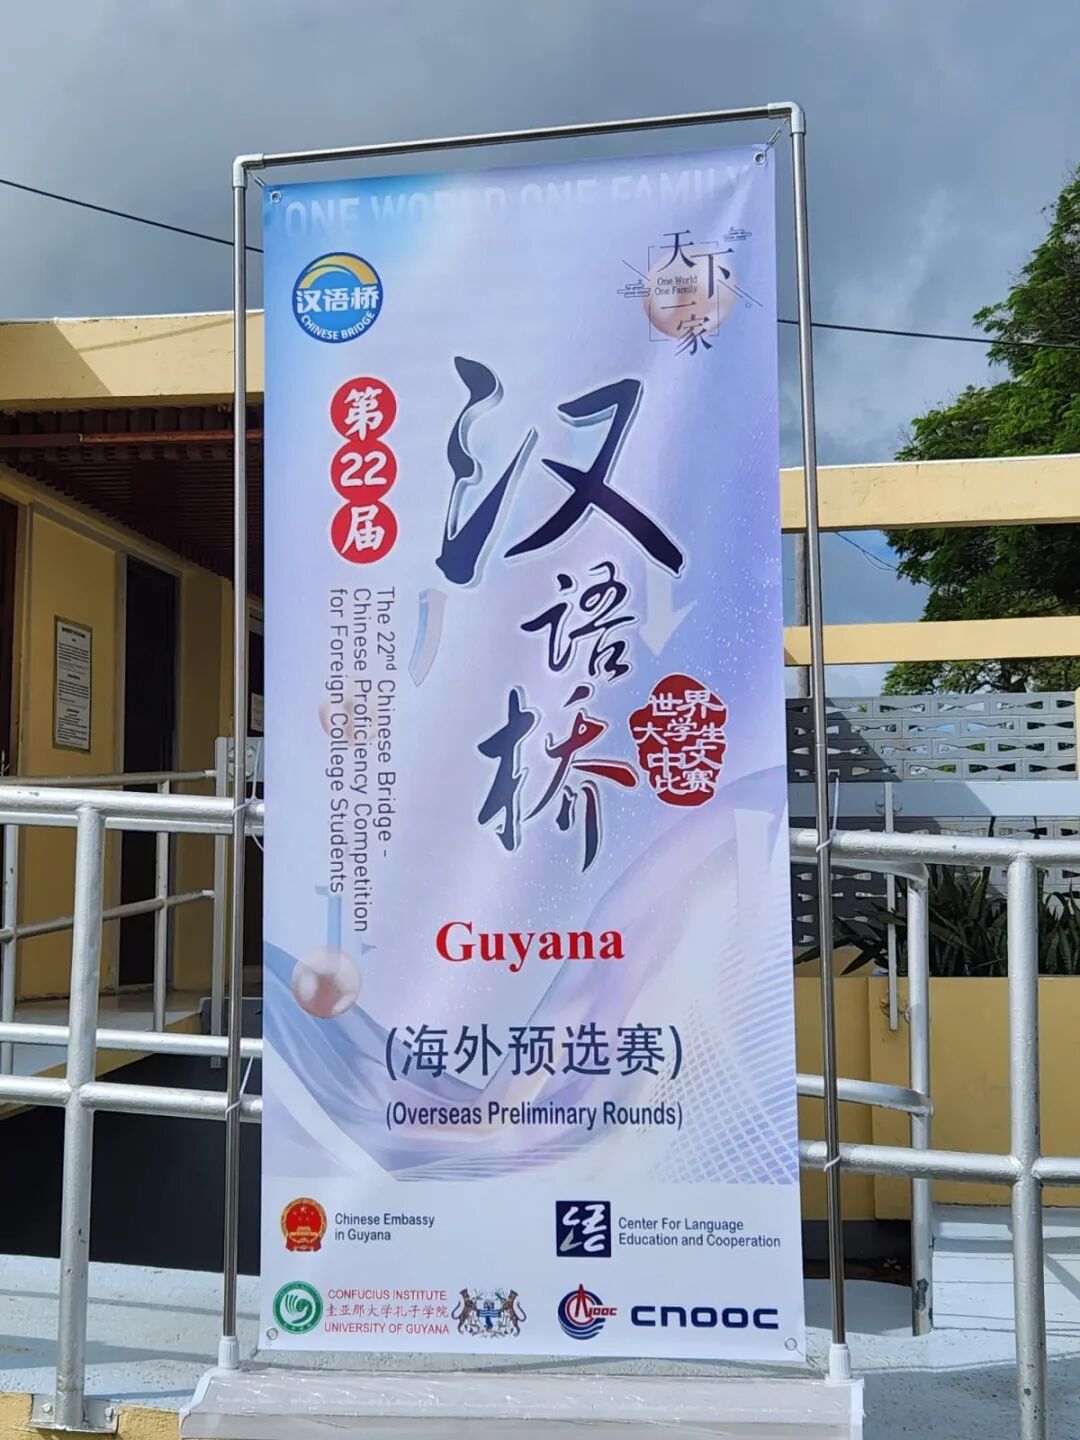 ONE WORLD ONE FAMILY
汉语桥
CHINESE BRIDGE
天下一家
One World
One Family
第22届
汉语桥
The 22nd Chinese Bridge -
Chinese Proficiency Competition
for Foreign College Students
世界
大学生
中文
比赛
Guyana
(海外预选赛)
(Overseas Preliminary Rounds)
Chinese Embassy
in Guyana
语
Center For Language
Education and Cooperation
CONFUCIUS INSTITUTE
圭亚那大学孔子学院
UNIVERSITY OF GUYANA
CNOOC
CNOOC